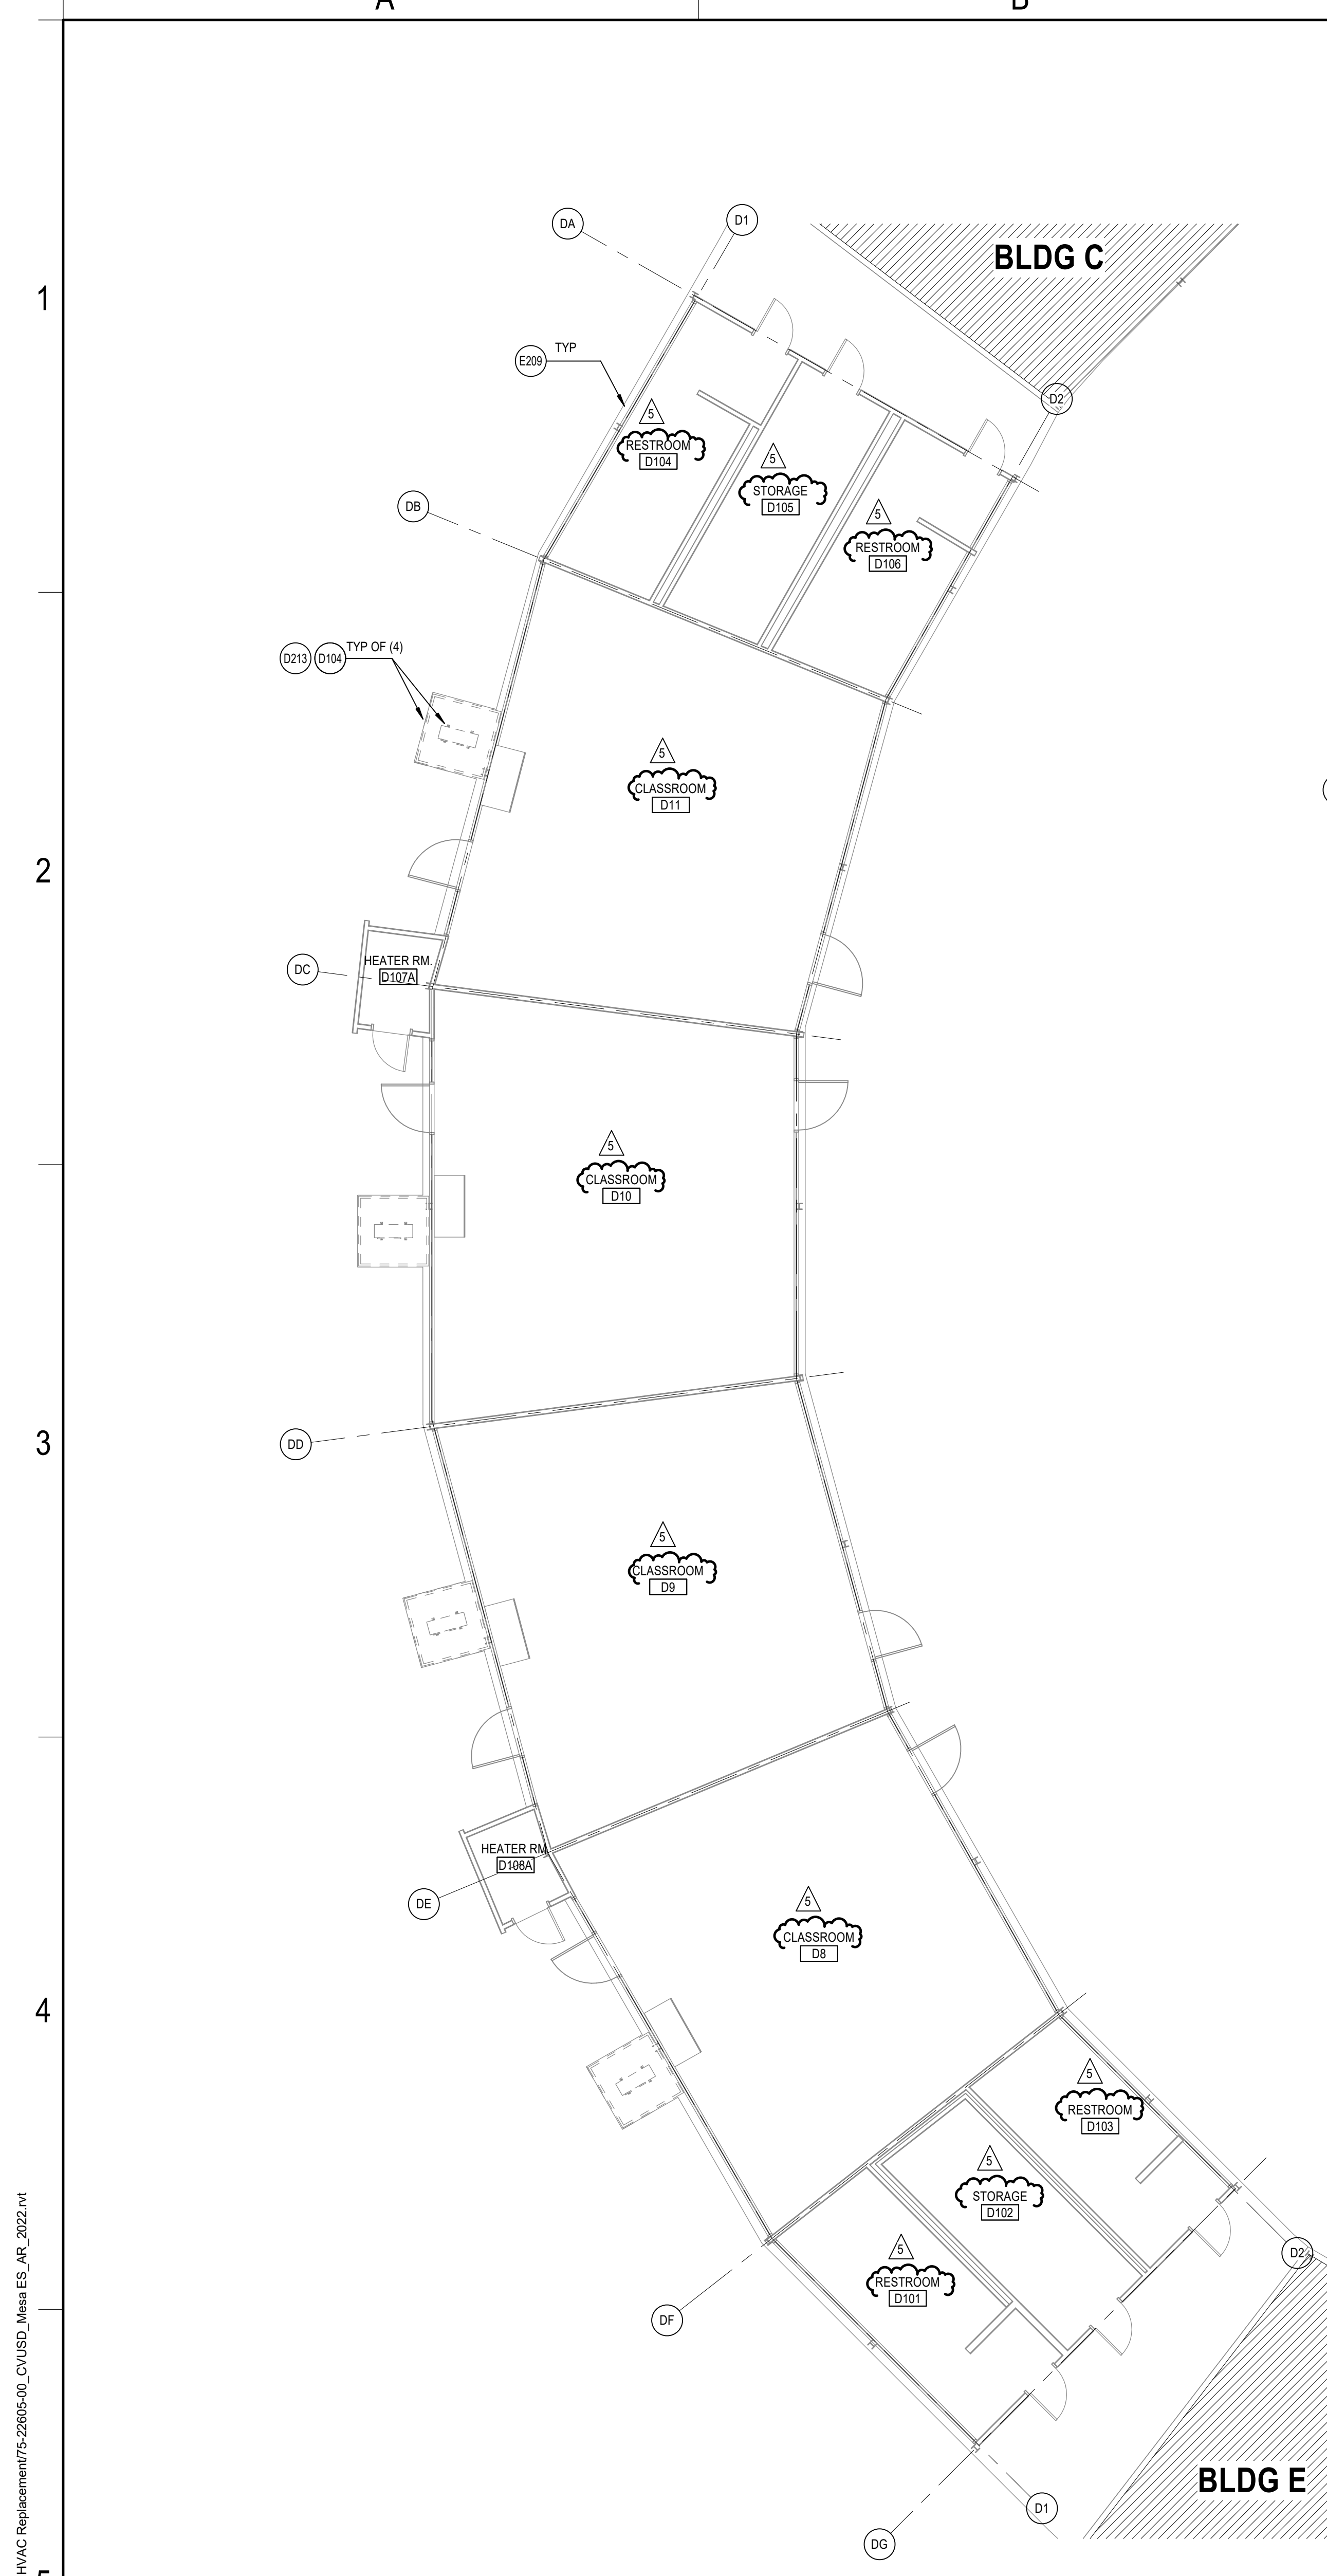 A
B
BLDG C
DA
D1
1
TYP
E209
D2
5
RESTROOM
D104
5
STORAGE
D105
DB
5
RESTROOM
D106
TYP OF (4)
D213
D104
5
CLASSROOM
D11
2
HEATER RM.
D107A
DC
5
CLASSROOM
D10
3
DD
5
CLASSROOM
D9
HEATER RM.
D108A
DE
5
CLASSROOM
D8
4
5
RESTROOM
D103
5
STORAGE
D102
D2
5
RESTROOM
D101
DF
BLDG E
D1
DG
HVAC Replacement/75-22605-00_CVUSD_Mesa ES_AR_2022.rvt